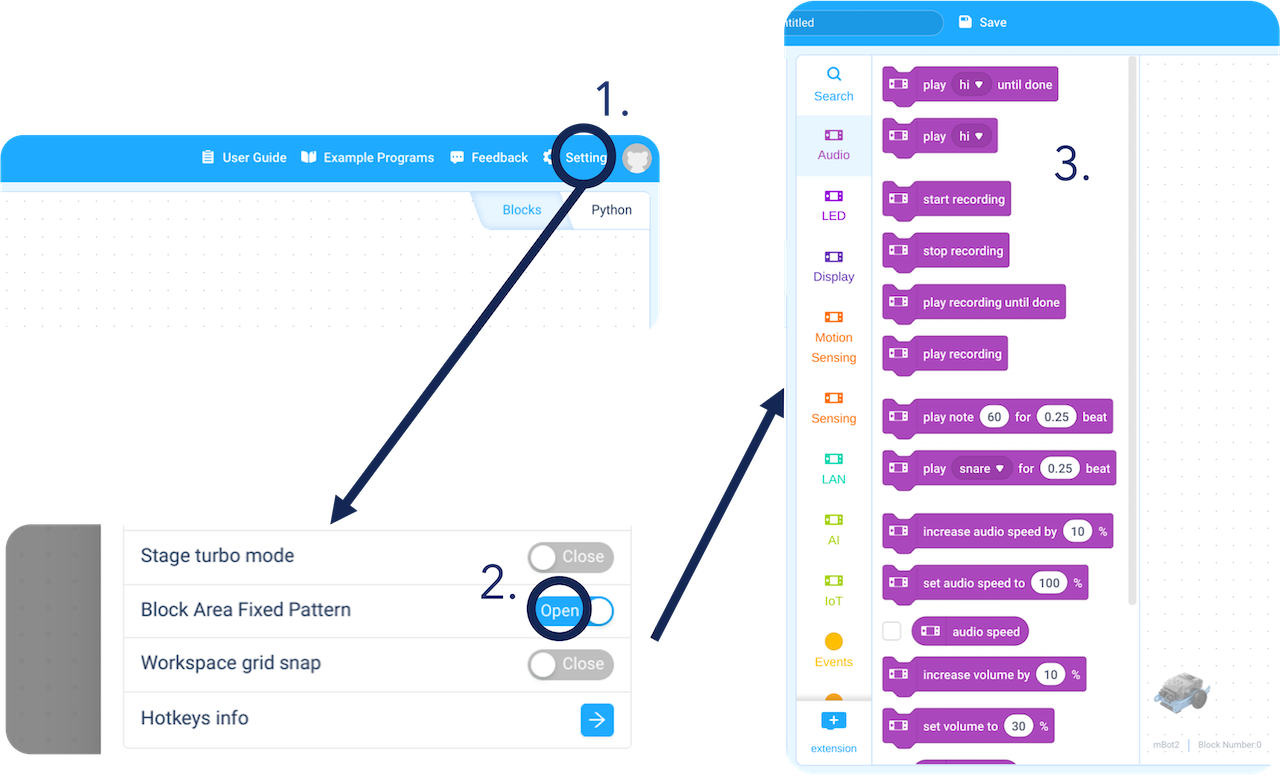 1.
User Guide Example Programs Feedback Setting
Blocks Python
Stage turbo mode Close
2.
Block Area Fixed Pattern Open
Workspace grid snap Close
Hotkeys info
3.
ntitled Save
Search
Audio
LED
Display
Motion
Sensing
Sensing
LAN
AI
IoT
Events
extension
play hi until done
play hi
start recording
stop recording
play recording until done
play recording
play note 60 for 0.25 beat
play snare for 0.25 beat
increase audio speed by 10 %
set audio speed to 100 %
audio speed
increase volume by 10 %
set volume to 30 %
mBot2 Block Number:0